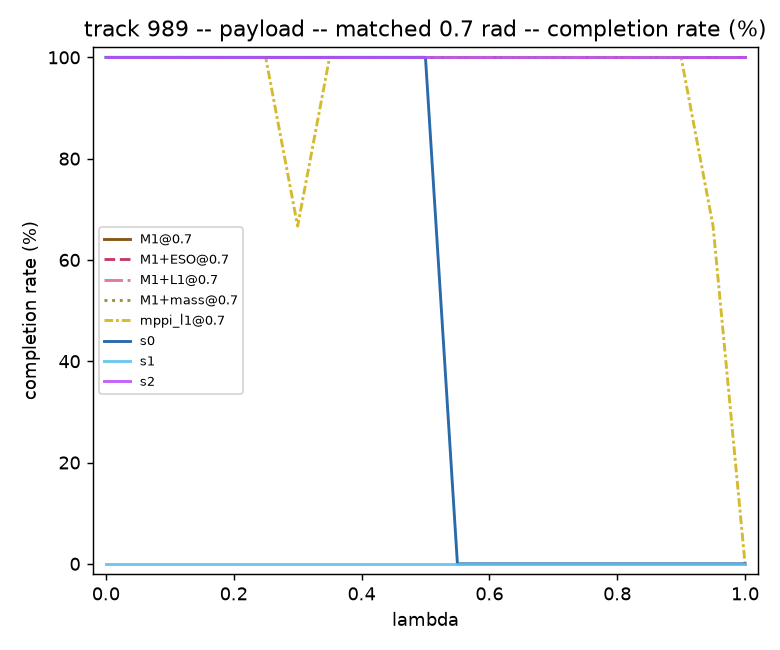 track 989 -- payload -- matched 0.7 rad -- completion rate (%)
completion rate (%)
100
80
60
40
20
0
M1@0.7
M1+ESO@0.7
M1+L1@0.7
M1+mass@0.7
mppi_l1@0.7
s0
s1
s2
0.0 0.2 0.4 0.6 0.8 1.0
lambda